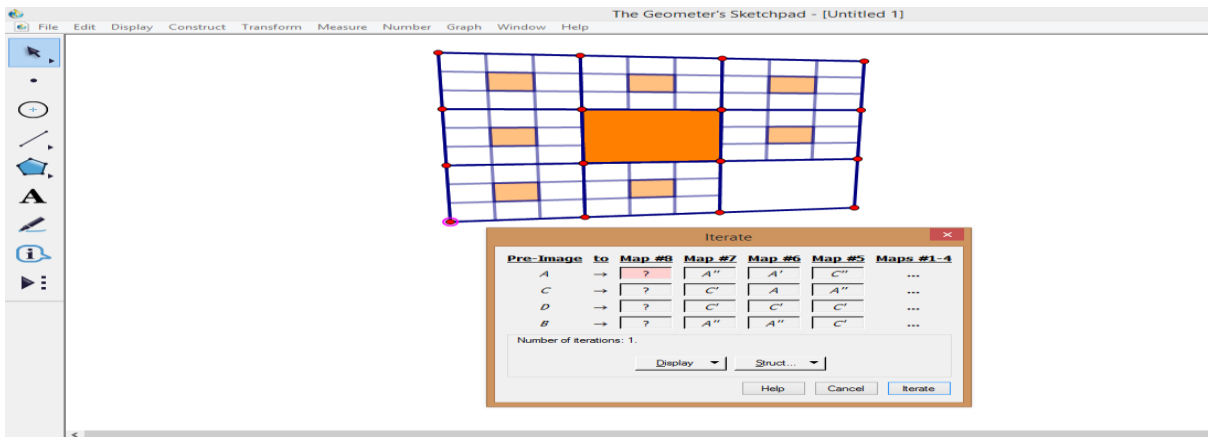 The Geometer's Sketchpad - [Untitled 1]
File Edit Display Construct Transform Measure Number Graph Window Help
A
Iterate
Pre-Image to Map #8 Map #7 Map #6 Map #5 Maps #1-4
A → ? A'' A' C'' ...
C → ? C' A A'' ...
D → ? C' C' C' ...
B → ? A'' A'' C' ...
Number of iterations: 1.
Display Struct...
Help Cancel Iterate